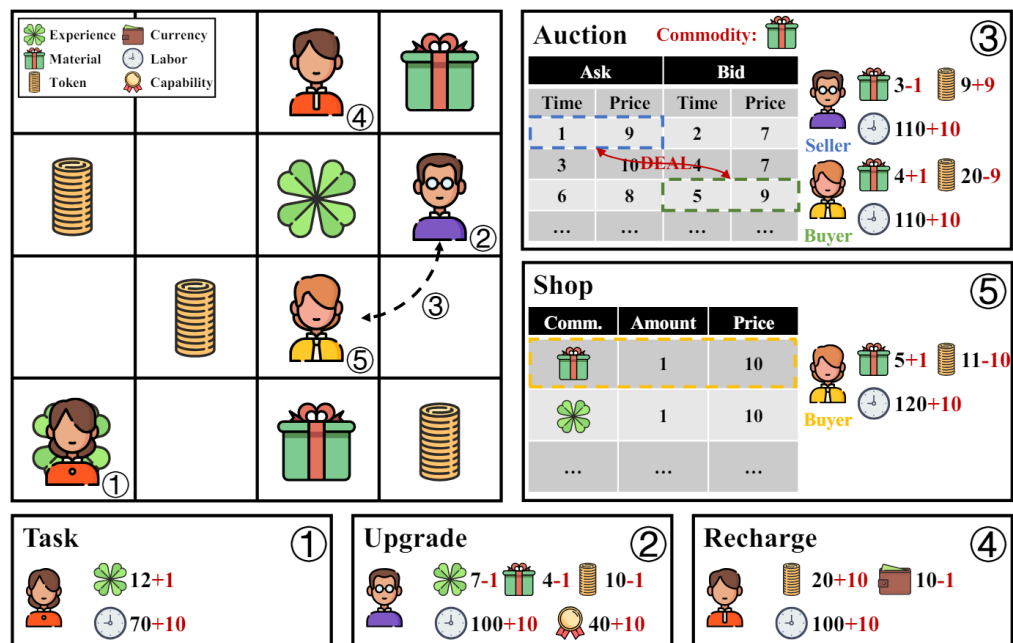 Experience Currency
Material Labor
Token Capability
④
②
③
⑤
①
Auction Commodity: ③
Ask Bid
Time Price Time Price
1 9 2 7
3 10 DEAL 4 7
6 8 5 9
... ... ... ...
3-1 9+9
110+10
Seller
4+1 20-9
110+10
Buyer
Shop ⑤
Comm. Amount Price
1 10
1 10
... ... ...
5+1 11-10
120+10
Buyer
Task ①
12+1
70+10
Upgrade ②
7-1 4-1 10-1
100+10 40+10
Recharge ④
20+10 10-1
100+10